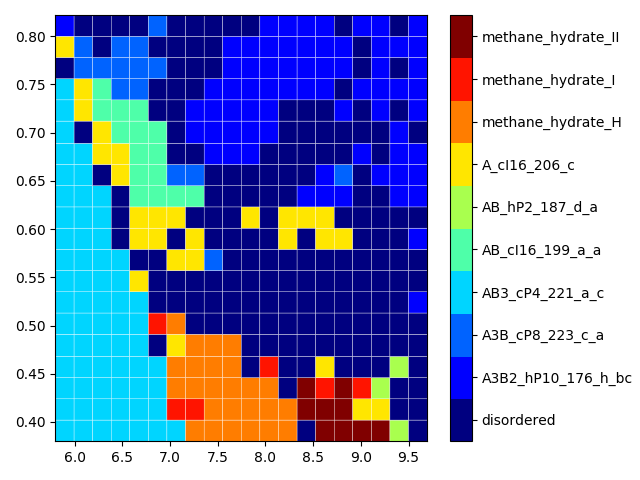 0.80
0.75
0.70
0.65
0.60
0.55
0.50
0.45
0.40
6.0 6.5 7.0 7.5 8.0 8.5 9.0 9.5
methane_hydrate_II
methane_hydrate_I
methane_hydrate_H
A_cI16_206_c
AB_hP2_187_d_a
AB_cI16_199_a_a
AB3_cP4_221_a_c
A3B_cP8_223_c_a
A3B2_hP10_176_h_bc
disordered